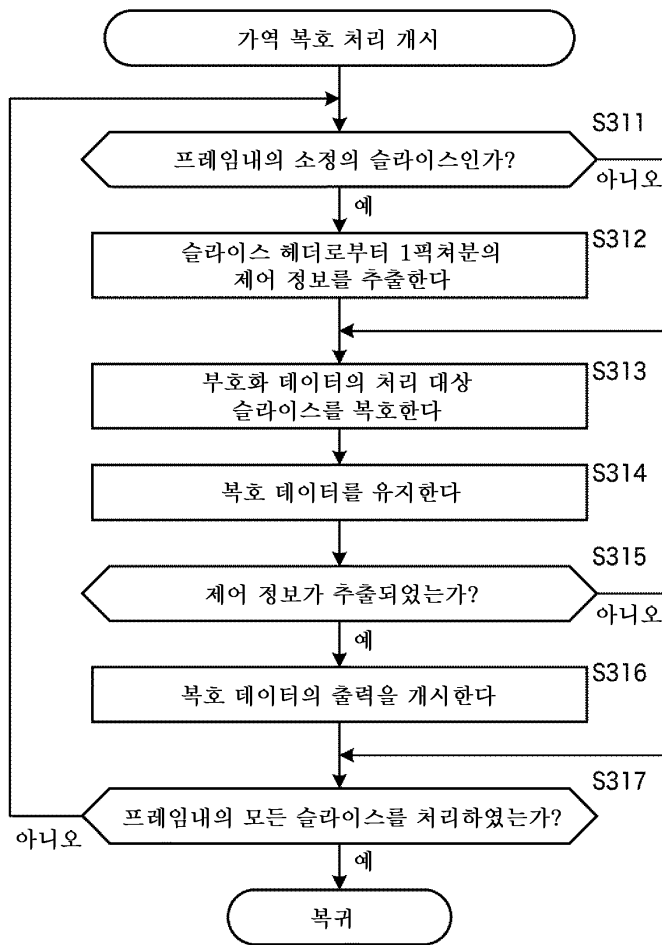 가역 복호 처리 개시
S311
프레임내의 소정의 슬라이스인가?
아니오
예
S312
슬라이스 헤더로부터 1픽쳐분의
제어 정보를 추출한다
S313
부호화 데이터의 처리 대상
슬라이스를 복호한다
S314
복호 데이터를 유지한다
S315
제어 정보가 추출되었는가?
아니오
예
S316
복호 데이터의 출력을 개시한다
S317
프레임내의 모든 슬라이스를 처리하였는가?
아니오
예
복귀